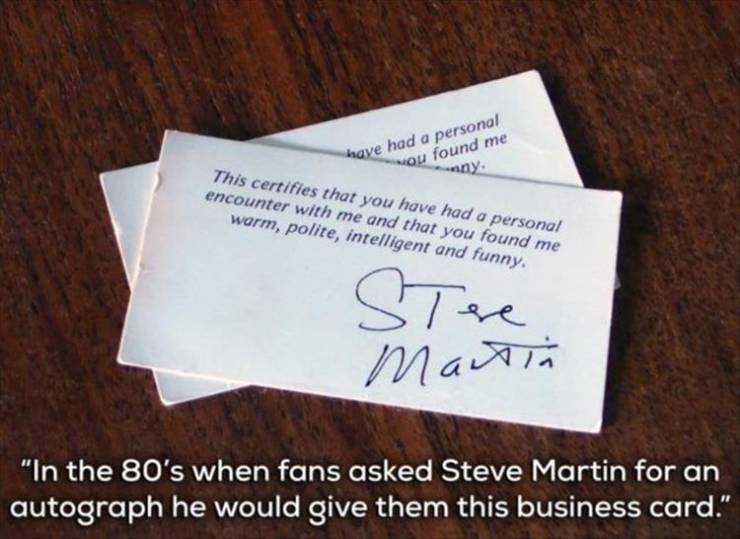 have had a personal
you found me
nny.
This certifies that you have had a personal
encounter with me and that you found me
warm, polite, intelligent and funny.
STeve
Martin
"In the 80's when fans asked Steve Martin for an
autograph he would give them this business card."